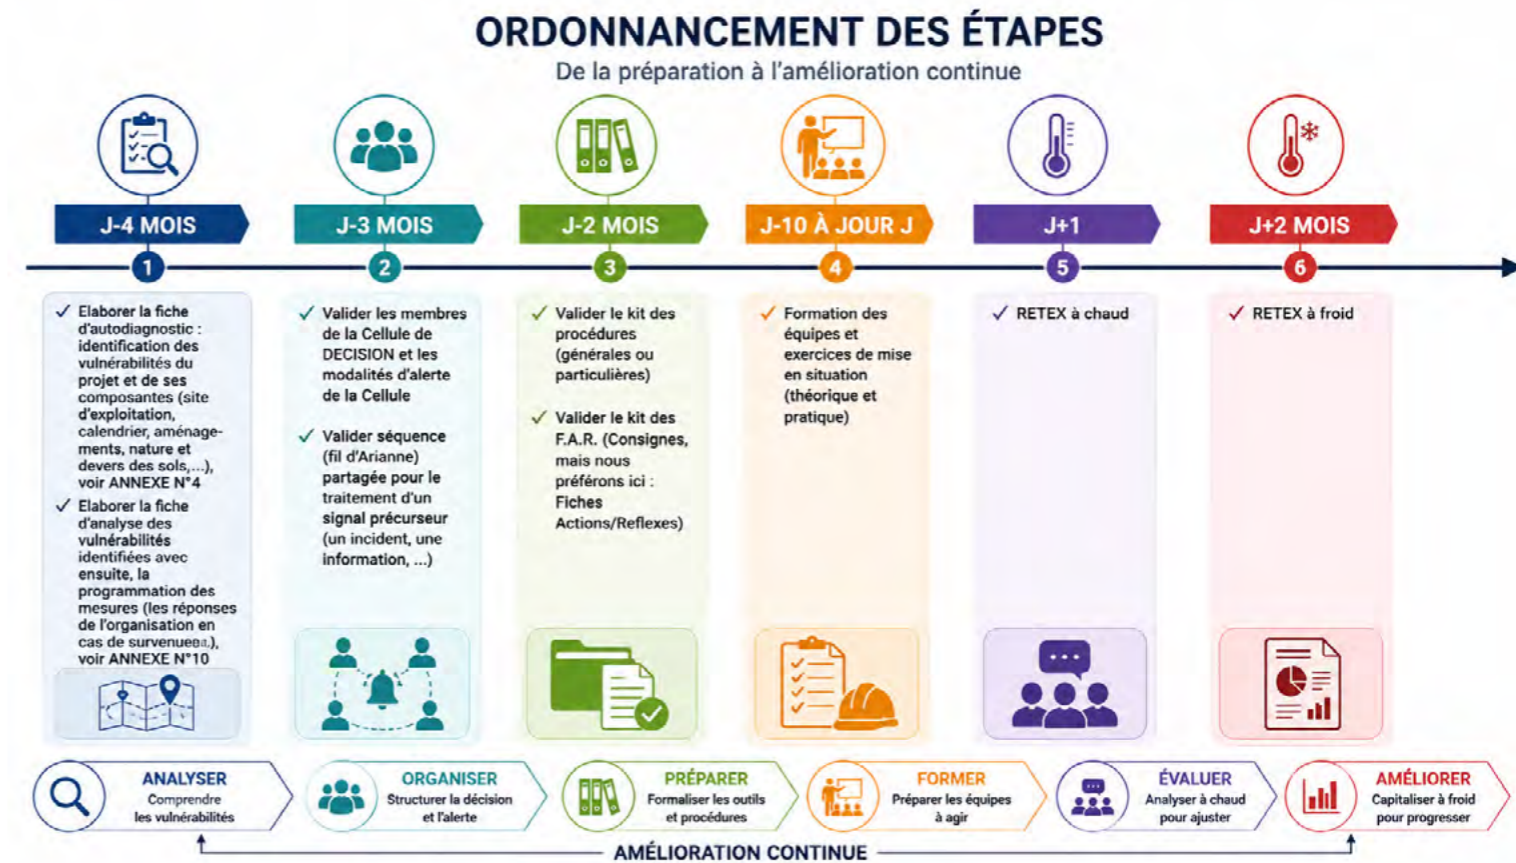 ORDONNANCEMENT DES ÉTAPES
De la préparation à l'amélioration continue
J-4 MOIS
1
✓ Elaborer la fiche
d'autodiagnostic :
identification des
vulnérabilités du
projet et de ses
composantes (site
d'exploitation,
calendrier, aménage-
ments, nature et
devers des sols,...),
voir ANNEXE N°4
✓ Elaborer la fiche
d'analyse des
vulnérabilités
identifiées avec
ensuite, la
programmation des
mesures (les réponses
de l'organisation en
cas de
voir ANNEXE N°10
J-3 MOIS
2
✓ Valider les membres
de la Cellule de
DECISION et les
modalités d'alerte
de la Cellule
✓ Valider séquence
(fil d'Arianne)
partagée pour le
traitement d'un
signal précurseur
(un incident, une
information, ...)
J-2 MOIS
3
✓ Valider le kit des
procédures
(générales ou
particulières)
✓ Valider le kit des
F.A.R. (Consignes,
mais nous
préférons ici :
Fiches
Actions/Reflexes)
J-10 À JOUR J
4
✓ Formation des
équipes et
exercices de mise
en situation
(théorique et
pratique)
J+1
5
✓ RETEX à chaud
J+2 MOIS
6
✓ RETEX à froid
ANALYSER
Comprendre
les vulnérabilités
ORGANISER
Structurer la décision
et l'alerte
PRÉPARER
Formaliser les outils
et procédures
FORMER
Préparer les équipes
à agir
ÉVALUER
Analyser à chaud
pour ajuster
AMÉLIORER
Capitaliser à froid
pour progresser
AMÉLIORATION CONTINUE